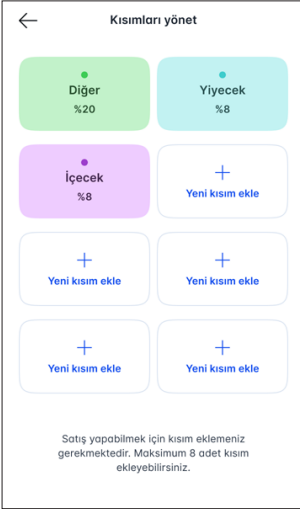 Kısımları yönet
Diğer
%20
Yiyecek
%8
İçecek
%8
Yeni kısım ekle
Yeni kısım ekle
Yeni kısım ekle
Yeni kısım ekle
Yeni kısım ekle
Satış yapabilmek için kısım eklemeniz
gerekmektedir. Maksimum 8 adet kısım
ekleyebilirsiniz.